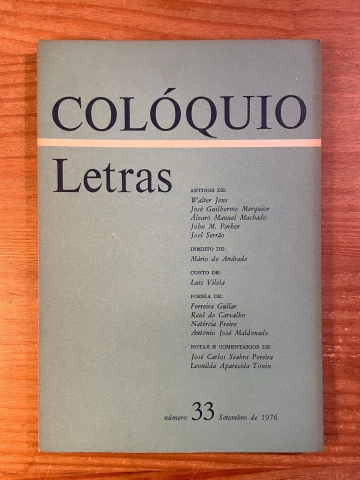 COLÓQUIO
Letras
ARTIGOS DE:
Walter Jens
José Guilherme Merquior
Álvaro Manuel Machado
John M. Parker
Joel Serrão
INÉDITO DE:
Mário de Andrade
CONTO DE:
Luiz Vilela
POESIA DE:
Ferreira Gullar
Raul de Carvalho
Natércia Freire
António José Maldonado
NOTAS E COMENTÁRIOS DE:
José Carlos Seabra Pereira
Leonilda Aparecida Tonin
número 33 Setembro de 1976